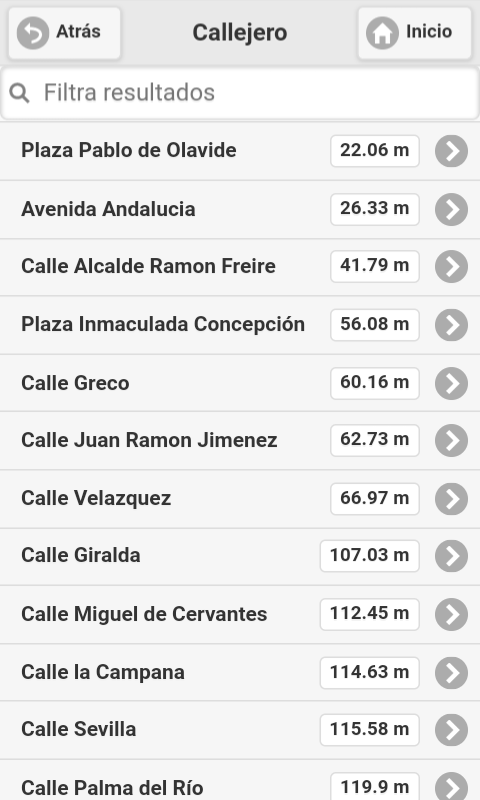 Atrás
Callejero
Inicio
Filtra resultados
Plaza Pablo de Olavide 22.06 m
Avenida Andalucia 26.33 m
Calle Alcalde Ramon Freire 41.79 m
Plaza Inmaculada Concepción 56.08 m
Calle Greco 60.16 m
Calle Juan Ramon Jimenez 62.73 m
Calle Velazquez 66.97 m
Calle Giralda 107.03 m
Calle Miguel de Cervantes 112.45 m
Calle la Campana 114.63 m
Calle Sevilla 115.58 m
Calle Palma del Río 119.9 m